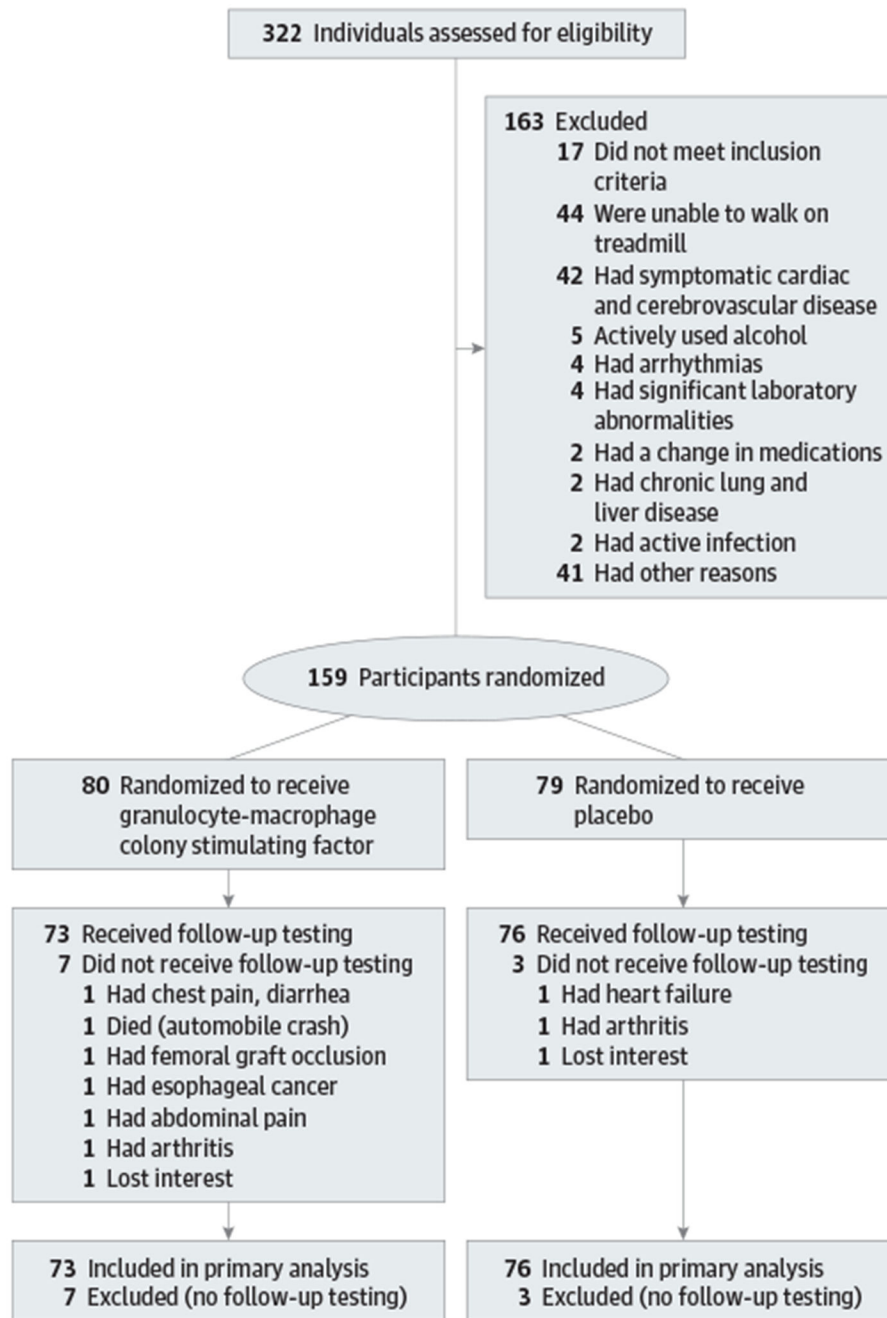 322 Individuals assessed for eligibility
163 Excluded
17 Did not meet inclusion
criteria
44 Were unable to walk on
treadmill
42 Had symptomatic cardiac
and cerebrovascular disease
5 Actively used alcohol
4 Had arrhythmias
4 Had significant laboratory
abnormalities
2 Had a change in medications
2 Had chronic lung and
liver disease
2 Had active infection
41 Had other reasons
159 Participants randomized
80 Randomized to receive
granulocyte-macrophage
colony stimulating factor
79 Randomized to receive
placebo
73 Received follow-up testing
7 Did not receive follow-up testing
1 Had chest pain, diarrhea
1 Died (automobile crash)
1 Had femoral graft occlusion
1 Had esophageal cancer
1 Had abdominal pain
1 Had arthritis
1 Lost interest
76 Received follow-up testing
3 Did not receive follow-up testing
1 Had heart failure
1 Had arthritis
1 Lost interest
73 Included in primary analysis
7 Excluded (no follow-up testing)
76 Included in primary analysis
3 Excluded (no follow-up testing)